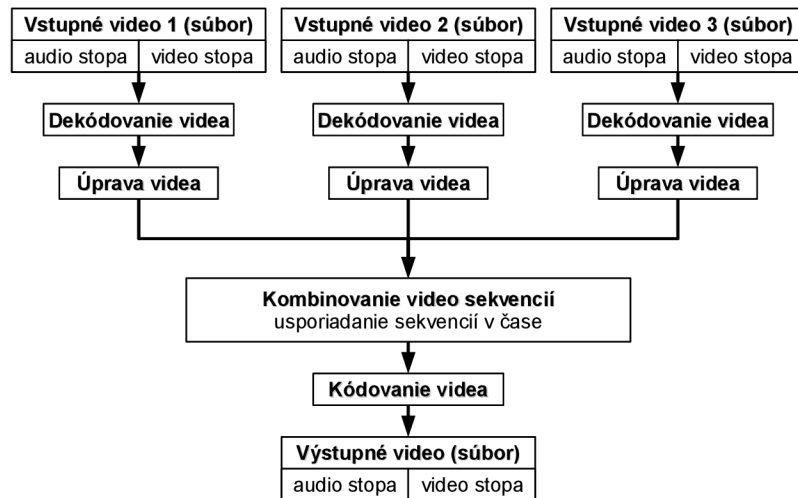 Vstupné video 1 (súbor) Vstupné video 2 (súbor) Vstupné video 3 (súbor)
audio stopa video stopa audio stopa video stopa audio stopa video stopa
Dekódovanie videa Dekódovanie videa Dekódovanie videa
Úprava videa Úprava videa Úprava videa
Kombinovanie video sekvencií
usporiadanie sekvencií v čase
Kódovanie videa
Výstupné video (súbor)
audio stopa video stopa